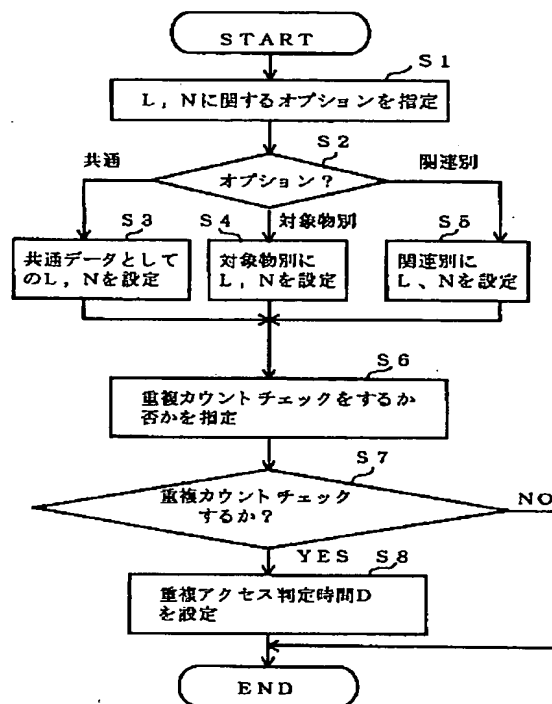 START
S1
L，Nに関するオプションを指定
S2
共通
オプション？
関連別
対象物別
S3
共通データとして
のL，Nを設定
S4
対象物別に
L，Nを設定
S5
関連別に
L、Nを設定
S6
重複カウントチェックをするか
否かを指定
S7
重複カウントチェック
するか？
NO
YES
S8
重複アクセス判定時間D
を設定
END